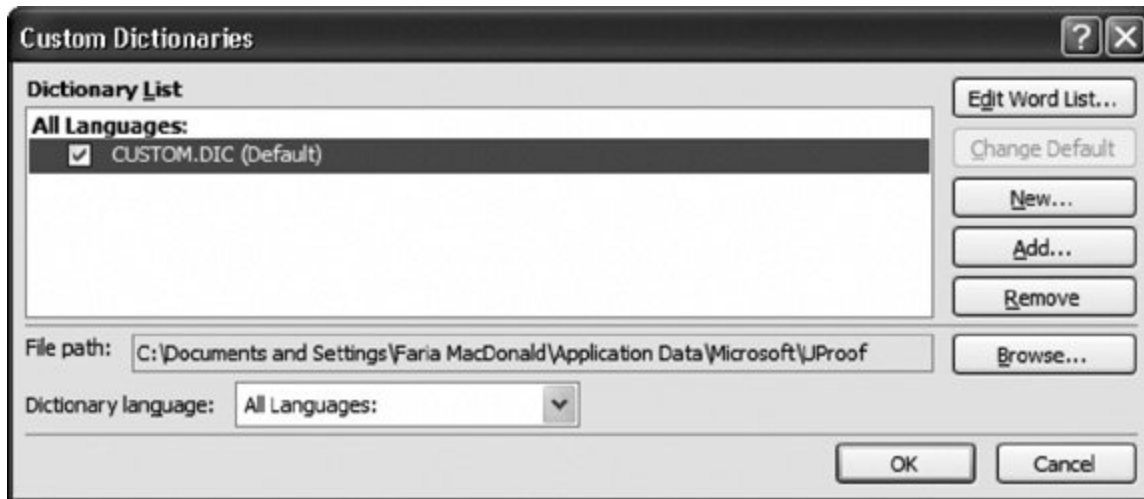 Custom Dictionaries
Dictionary List
All Languages:
CUSTOM.DIC (Default)
Edit Word List...
Change Default
New...
Add...
Remove
File path: C:\Documents and Settings\Faria MacDonald\Application Data\Microsoft\UProof Browse...
Dictionary language: All Languages:
OK Cancel